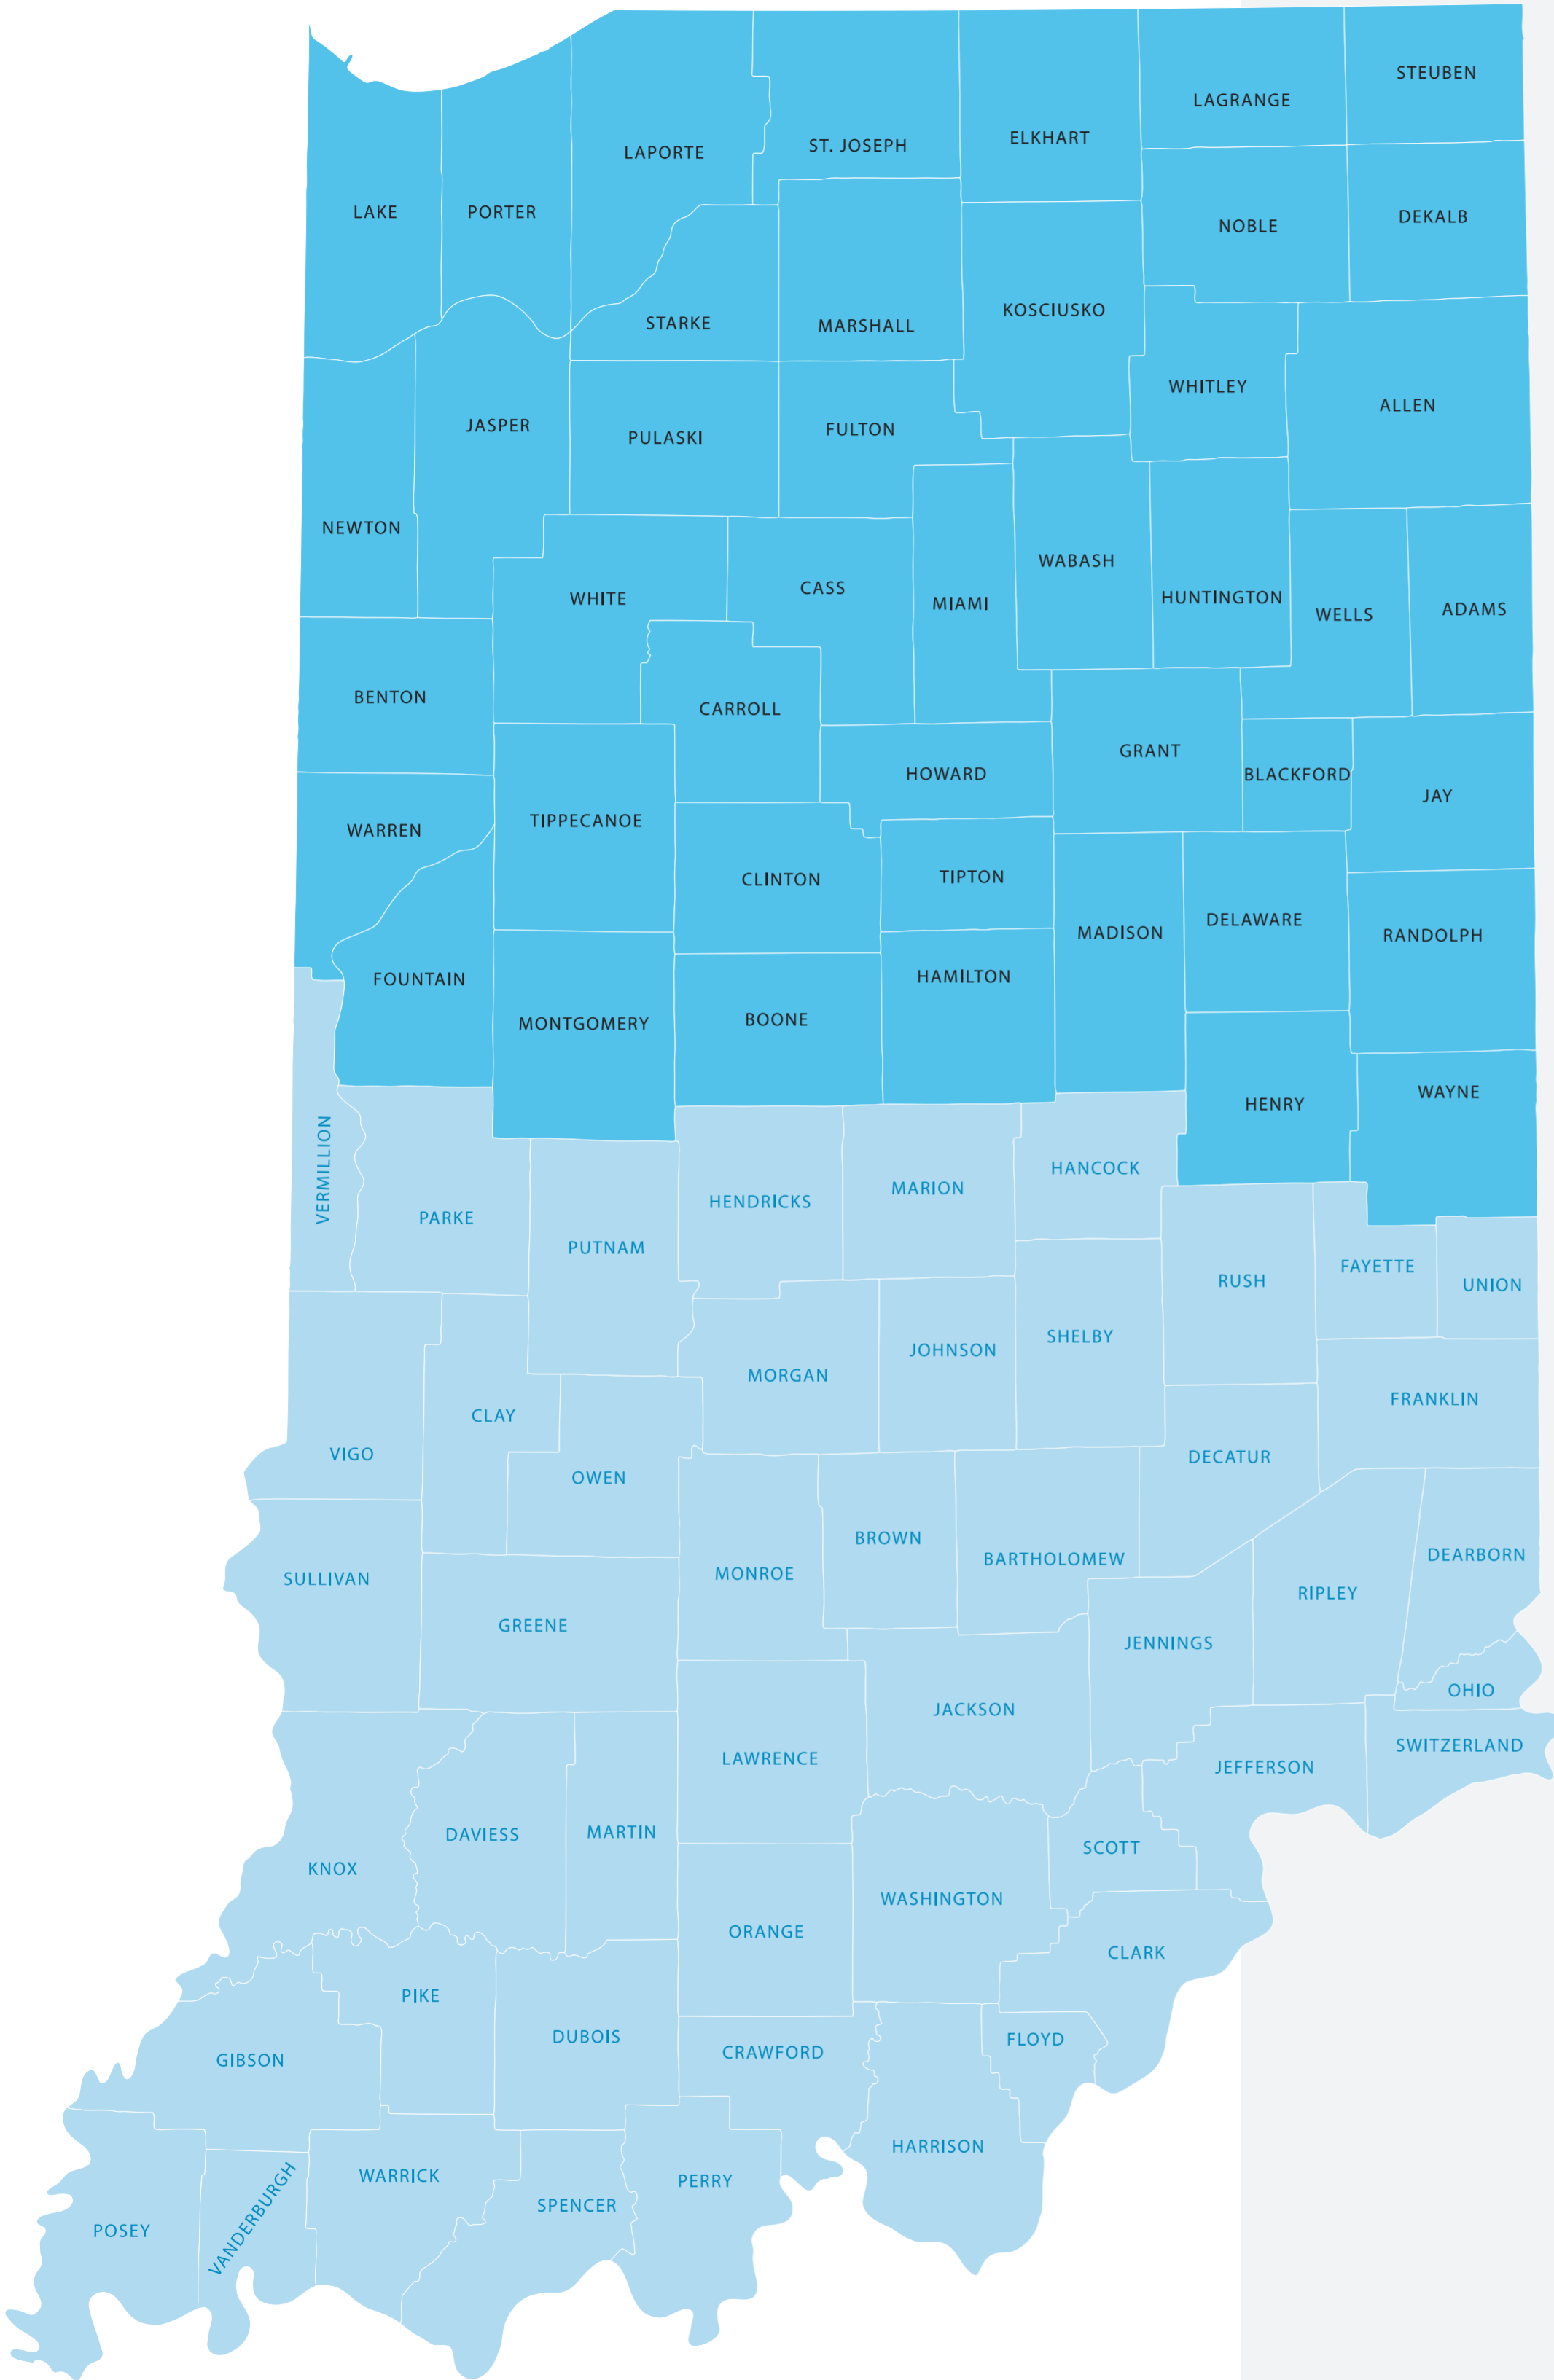 STEUBEN
LAGRANGE
ELKHART
ST. JOSEPH
LAPORTE
LAKE
PORTER
NOBLE
DEKALB
KOSCIUSKO
STARKE
MARSHALL
WHITLEY
ALLEN
JASPER
PULASKI
FULTON
NEWTON
WHITE
CASS
MIAMI
WABASH
HUNTINGTON
WELLS
ADAMS
BENTON
CARROLL
GRANT
HOWARD
BLACKFORD
JAY
WARREN
TIPPECANOE
CLINTON
TIPTON
MADISON
DELAWARE
RANDOLPH
FOUNTAIN
HAMILTON
MONTGOMERY
BOONE
HENRY
WAYNE
VERMILLION
PARKE
PUTNAM
HENDRICKS
MARION
HANCOCK
RUSH
FAYETTE
UNION
MORGAN
JOHNSON
SHELBY
CLAY
FRANKLIN
VIGO
OWEN
DECATUR
BROWN
BARTHOLOMEW
DEARBORN
SULLIVAN
MONROE
RIPLEY
GREENE
JENNINGS
OHIO
JACKSON
LAWRENCE
JEFFERSON
SWITZERLAND
DAVIESS
MARTIN
SCOTT
KNOX
WASHINGTON
ORANGE
CLARK
PIKE
DUBOIS
FLOYD
GIBSON
CRAWFORD
HARRISON
WARRICK
PERRY
SPENCER
VANDERBURGH
POSEY